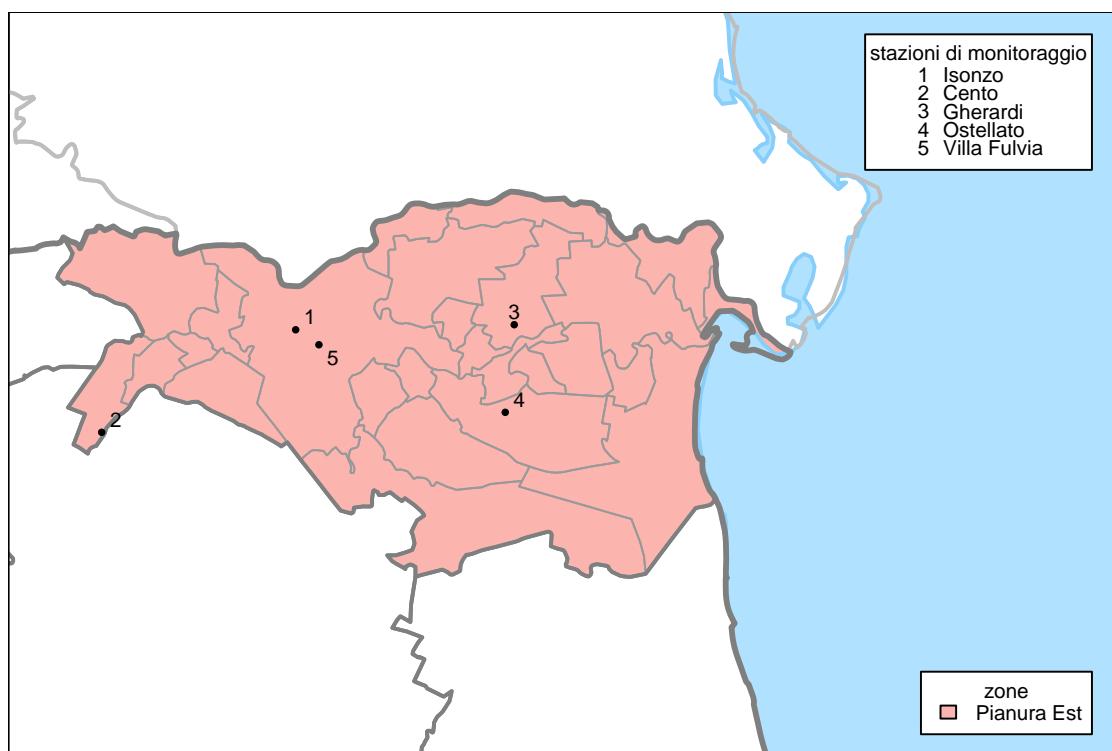 stazioni di monitoraggio
1 Isonzo
2 Cento
3 Gherardi
4 Ostellato
5 Villa Fulvia
1
3
5
4
2
zone
Pianura Est